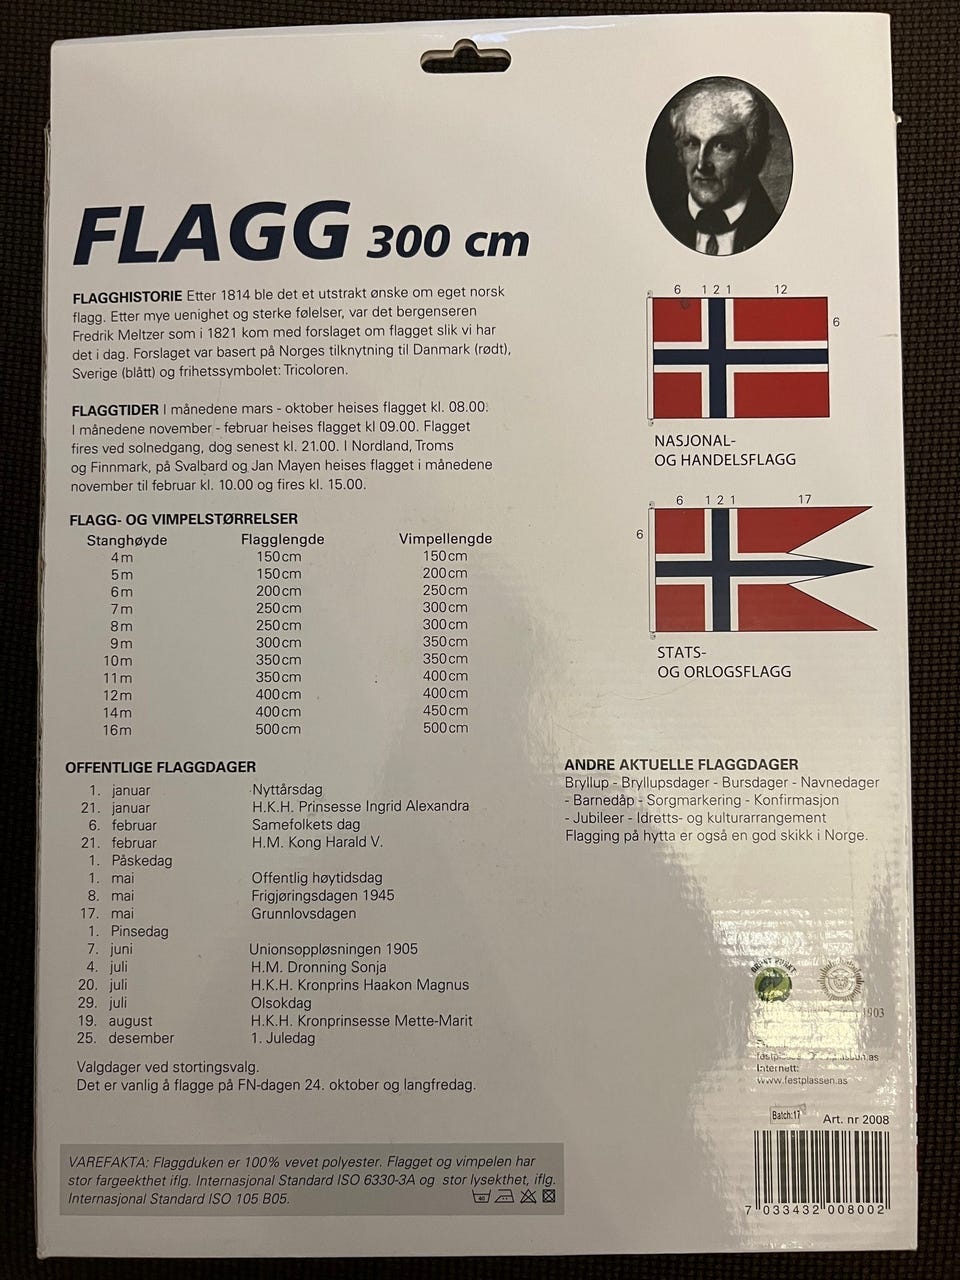 FLAGG 300 cm
FLAGGHISTORIE Etter 1814 ble det et utstrakt ønske om eget norsk
flagg. Etter mye uenighet og sterke følelser, var det bergenseren
Fredrik Meltzer som i 1821 kom med forslaget om flagget slik vi har
det i dag. Forslaget var basert på Norges tilknytning til Danmark (rødt),
Sverige (blått) og frihetssymbolet: Tricoloren.
FLAGGTIDER I månedene mars - oktober heises flagget kl. 08.00.
I månedene november - februar heises flagget kl 09.00. Flagget
fires ved solnedgang, dog senest kl. 21.00. I Nordland, Troms
og Finnmark, på Svalbard og Jan Mayen heises flagget i månedene
november til februar kl. 10.00 og fires kl. 15.00.
FLAGG- OG VIMPELSTØRRELSER
Stanghøyde Flagglengde Vimpellengde
4m 150cm 150cm
5m 150cm 200cm
6m 200cm 250cm
7m 250cm 300cm
8m 250cm 300cm
9m 300cm 350cm
10m 350cm 350cm
11m 350cm 400cm
12m 400cm 400cm
14m 400cm 450cm
16m 500cm 500cm
OFFENTLIGE FLAGGDAGER
1. januar Nyttårsdag
21. januar H.K.H. Prinsesse Ingrid Alexandra
6. februar Samefolkets dag
21. februar H.M. Kong Harald V.
1. Påskedag
1. mai Offentlig høytidsdag
8. mai Frigjøringsdagen 1945
17. mai Grunnlovsdagen
1. Pinsedag
7. juni Unionsoppløsningen 1905
4. juli H.M. Dronning Sonja
20. juli H.K.H. Kronprins Haakon Magnus
29. juli Olsokdag
19. august H.K.H. Kronprinsesse Mette-Marit
25. desember 1. Juledag
Valgdager ved stortingsvalg.
Det er vanlig å flagge på FN-dagen 24. oktober og langfredag.
VAREFAKTA: Flaggduken er 100% vevet polyester. Flagget og vimpelen har
stor fargeekthet iflg. Internasjonal Standard ISO 6330-3A og stor lysekthet, iflg.
Internasjonal Standard ISO 105 B05.
40
6 1 2 1 12
6
NASJONAL-
OG HANDELSFLAGG
6 1 2 1 17
6
STATS-
OG ORLOGSFLAGG
ANDRE AKTUELLE FLAGGDAGER
Bryllup - Bryllupsdager - Bursdager - Navnedager
- Barnedåp - Sorgmarkering - Konfirmasjon
- Jubileer - Idretts- og kulturarrangement
Flagging på hytta er også en god skikk i Norge.
GRØNT PUNKT
Internett:
www.festplassen.as
Batch:17
Art. nr 2008
7 033432 008002